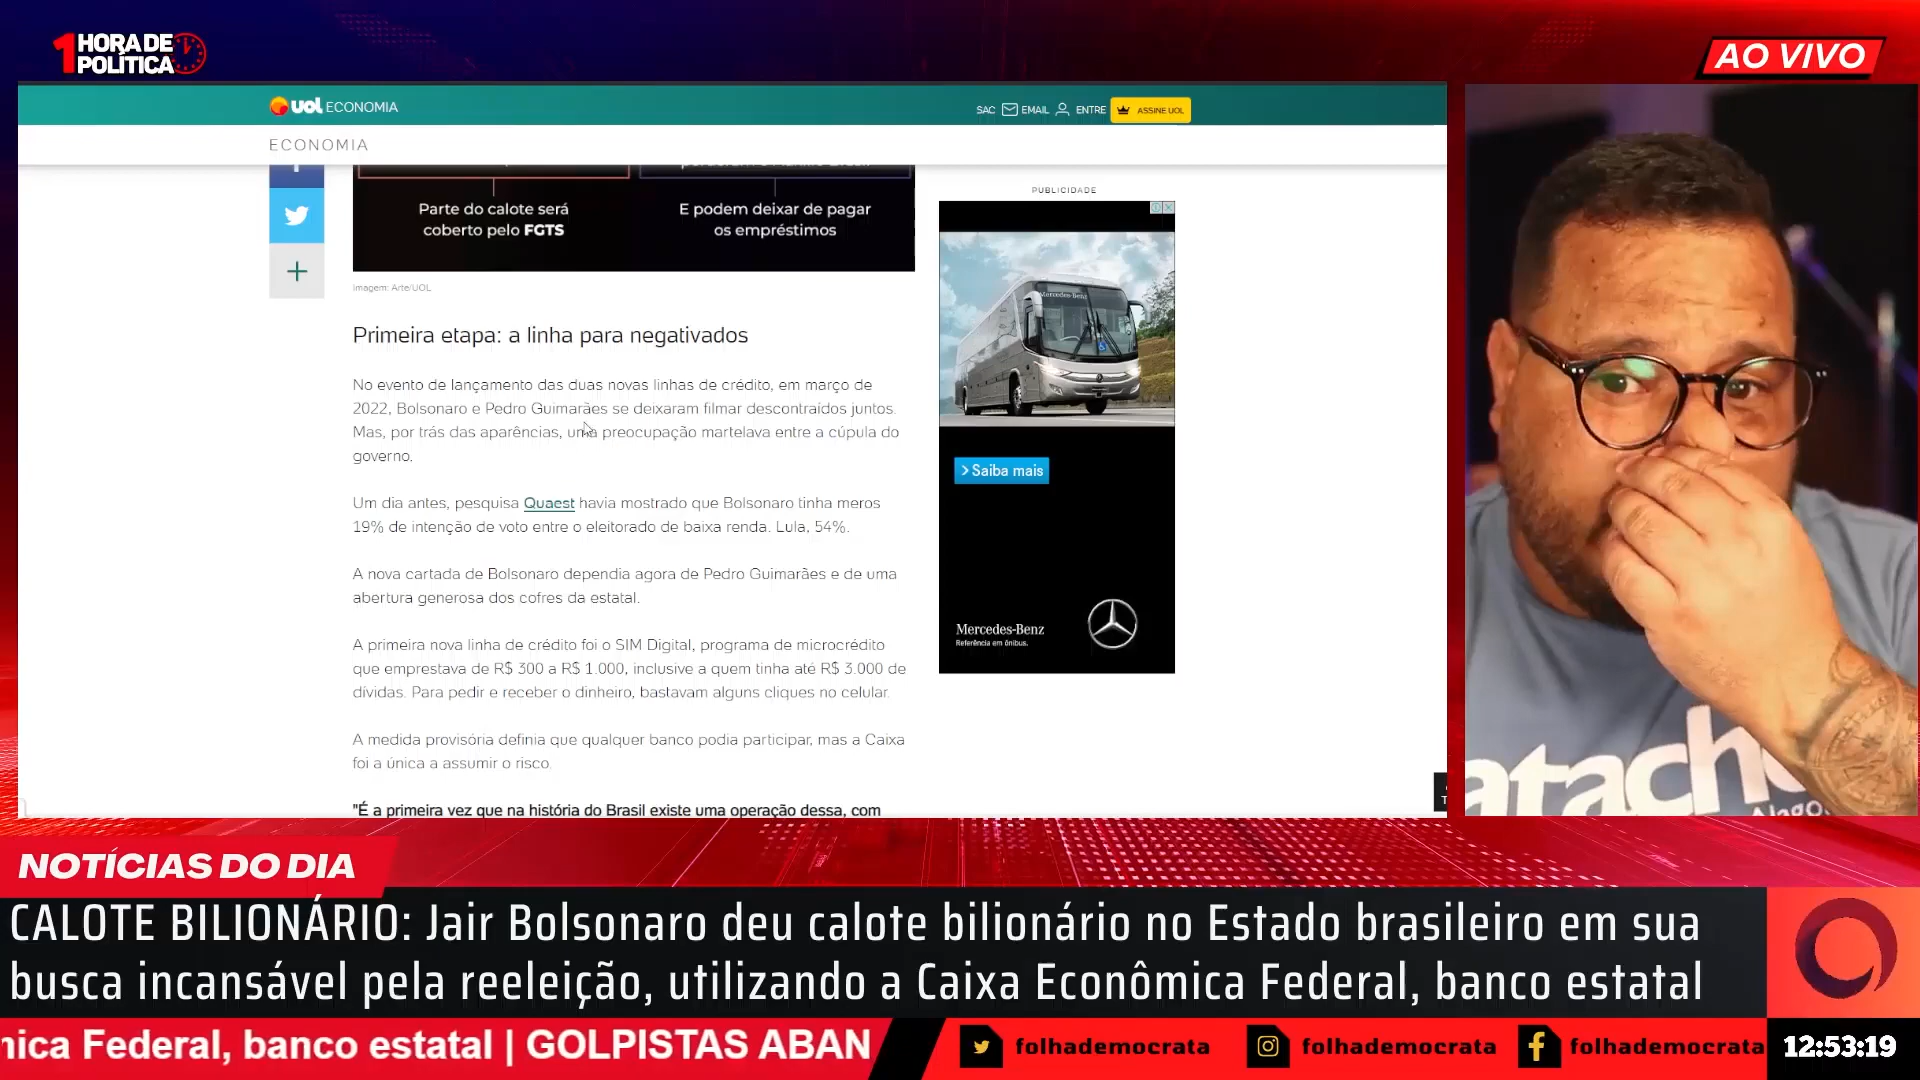 1 HORA DE
POLÍTICA
AO VIVO
uol ECONOMIA
SAC EMAIL ENTRE ASSINE UOL
ECONOMIA
Parte do calote será
coberto pelo FGTS
E podem deixar de pagar
os empréstimos
Imagem: Arte/UOL
Primeira etapa: a linha para negativados
No evento de lançamento das duas novas linhas de crédito, em março de
2022, Bolsonaro e Pedro Guimarães se deixaram filmar descontraídos juntos.
Mas, por trás das aparências, uma preocupação martelava entre a cúpula do
governo.
Um dia antes, pesquisa Quaest havia mostrado que Bolsonaro tinha meros
19% de intenção de voto entre o eleitorado de baixa renda. Lula, 54%.
A nova cartada de Bolsonaro dependia agora de Pedro Guimarães e de uma
abertura generosa dos cofres da estatal.
A primeira nova linha de crédito foi o SIM Digital, programa de microcrédito
que emprestava de R$ 300 a R$ 1.000, inclusive a quem tinha até R$ 3.000 de
dívidas. Para pedir e receber o dinheiro, bastavam alguns cliques no celular.
A medida provisória definia que qualquer banco podia participar, mas a Caixa
foi a única a assumir o risco.
"É a primeira vez que na história do Brasil existe uma operação dessa, com
PUBLICIDADE
Mercedes-Benz
> Saiba mais
Mercedes-Benz
Referência em ônibus.
atacho
Alago
NOTÍCIAS DO DIA
CALOTE BILIONÁRIO: Jair Bolsonaro deu calote bilionário no Estado brasileiro em sua
busca incansável pela reeleição, utilizando a Caixa Econômica Federal, banco estatal
nica Federal, banco estatal | GOLPISTAS ABAN
folhademocrata folhademocrata folhademocrata
12:53:19